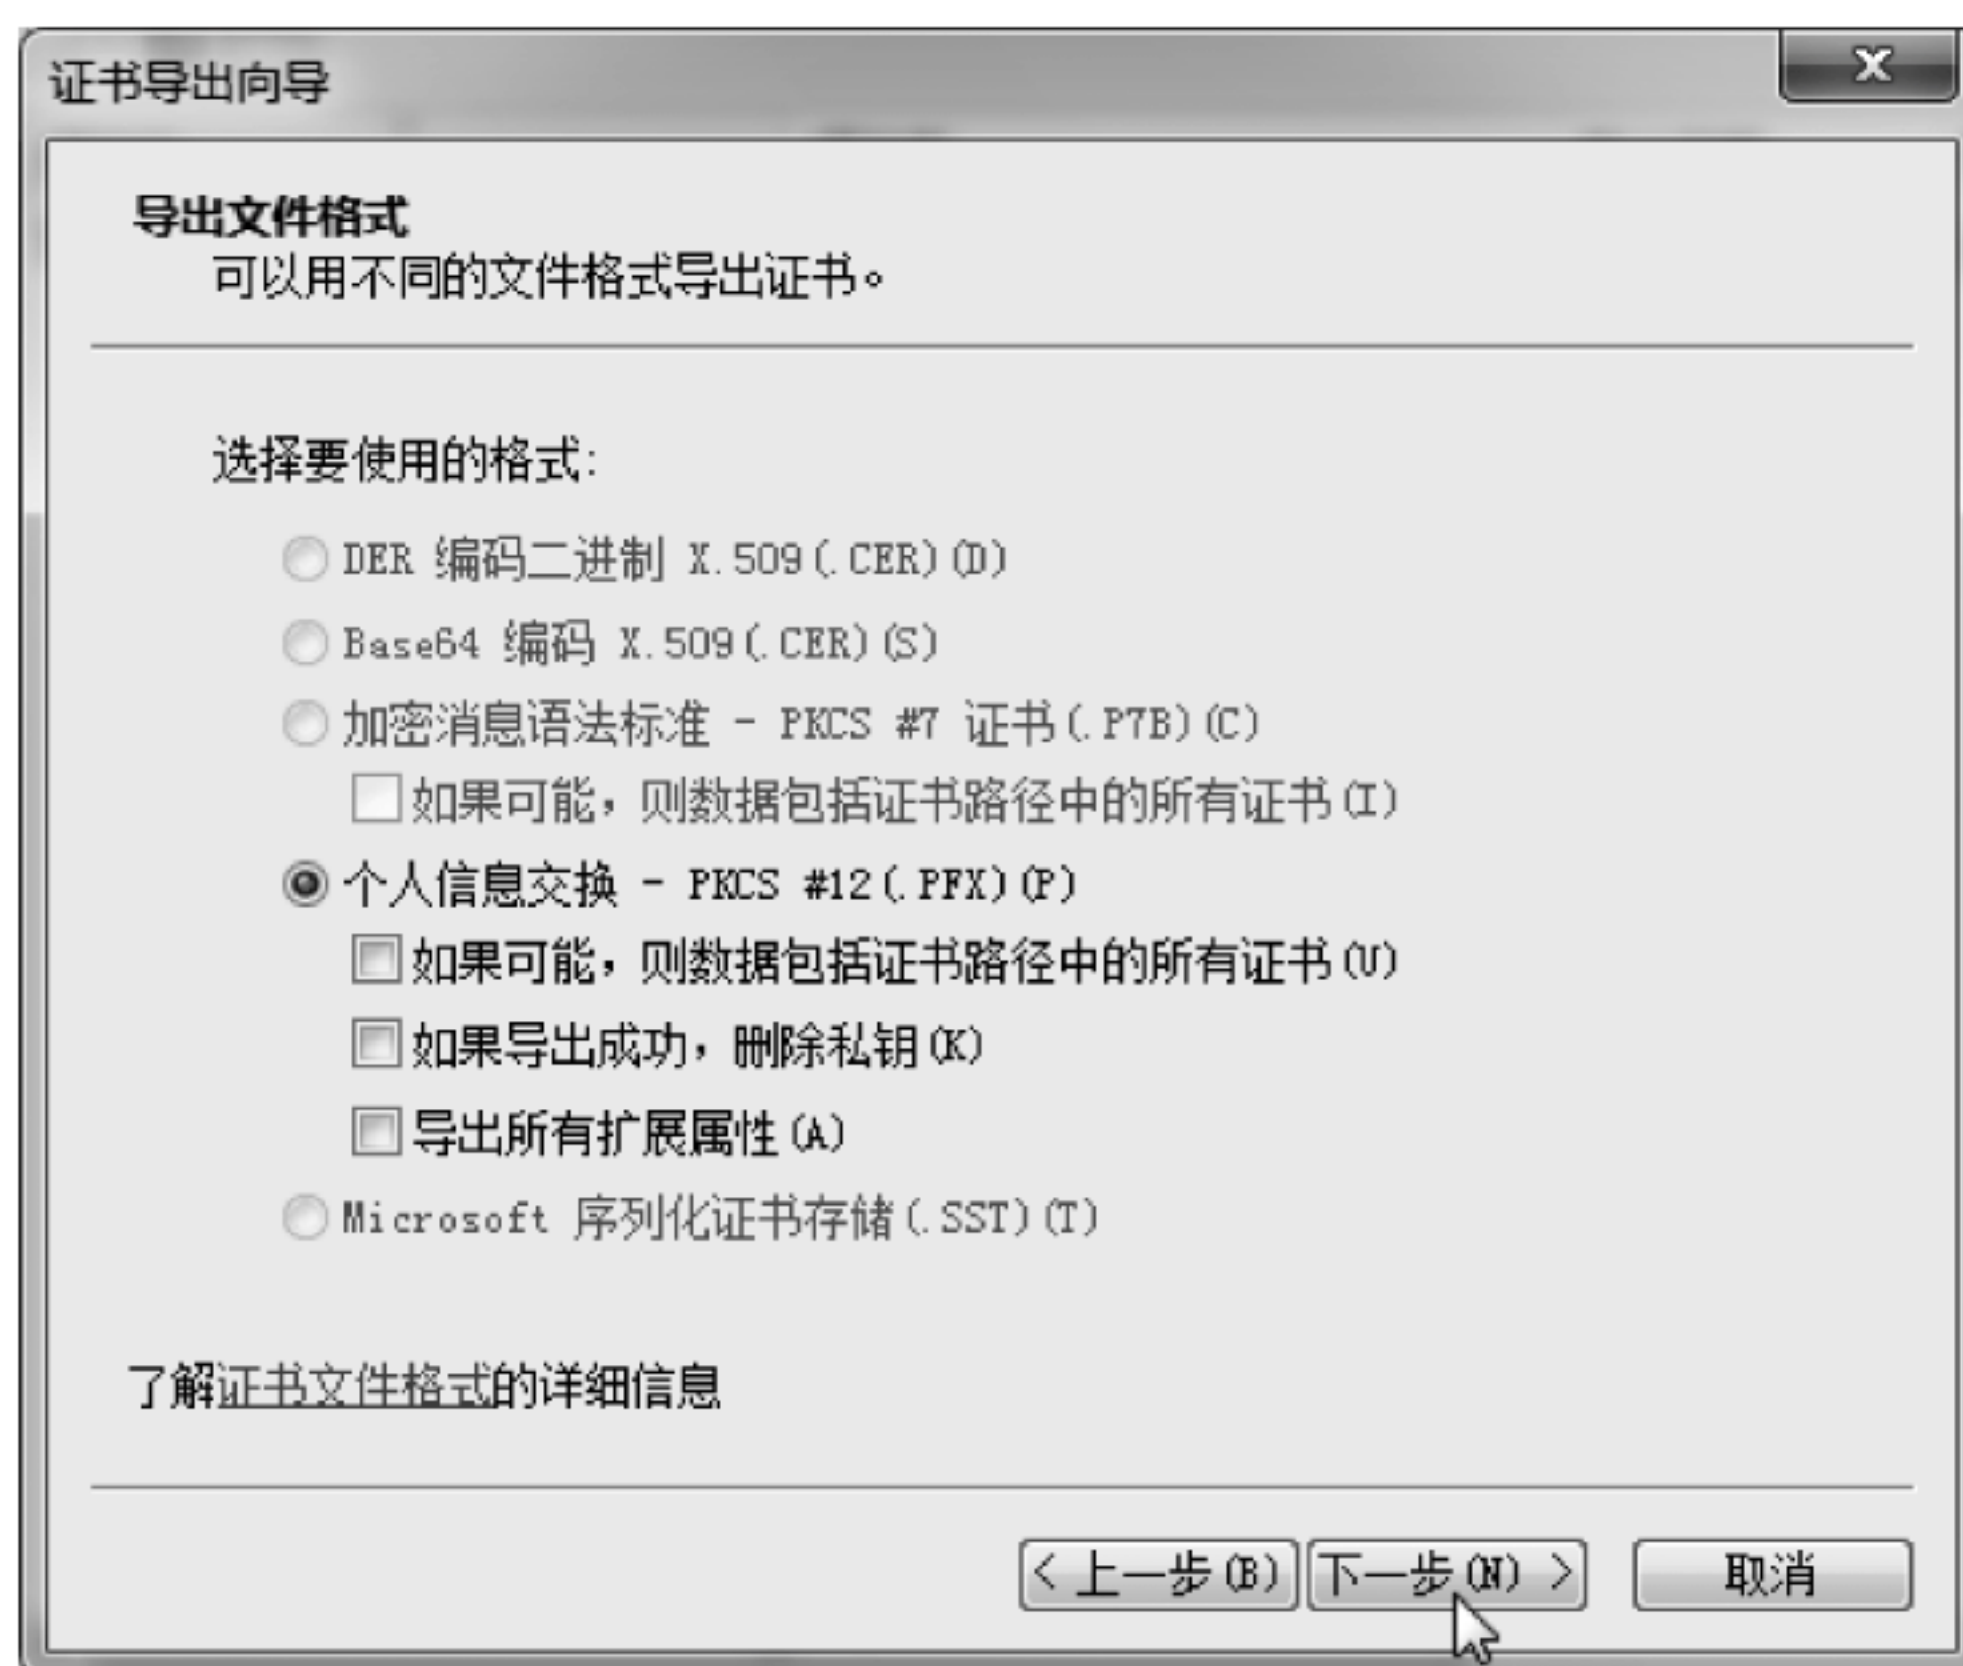 证书导出向导
导出文件格式
可以用不同的文件格式导出证书。
选择要使用的格式:
DER 编码二进制 X.509(.CER)(D)
Base64 编码 X.509(.CER)(S)
加密消息语法标准 - PKCS #7 证书(.P7B)(C)
如果可能，则数据包括证书路径中的所有证书(I)
个人信息交换 - PKCS #12(.PFX)(P)
如果可能，则数据包括证书路径中的所有证书(U)
如果导出成功，删除私钥(K)
导出所有扩展属性(A)
Microsoft 序列化证书存储(.SST)(T)
了解证书文件格式的详细信息
< 上一步(B) 下一步(N) > 取消